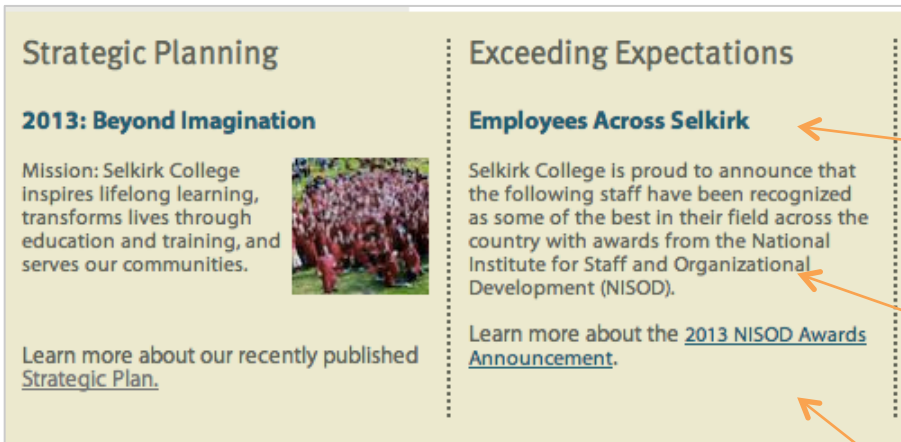 Strategic Planning
2013: Beyond Imagination
Mission: Selkirk College
inspires lifelong learning,
transforms lives through
education and training, and
serves our communities.
Learn more about our recently published
Strategic Plan.
Exceeding Expectations
Employees Across Selkirk
Selkirk College is proud to announce that
the following staff have been recognized
as some of the best in their field across the
country with awards from the National
Institute for Staff and Organizational
Development (NISOD).
Learn more about the 2013 NISOD Awards
Announcement.